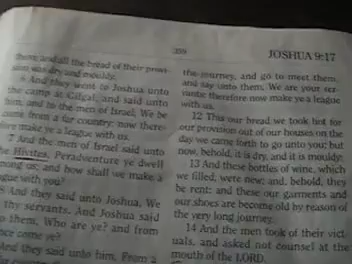 359
JOSHUA 9:17
them; and all the bread of their provi-
sion was dry and mouldy.
6 And they went to Joshua unto
the camp at Gilgal, and said unto
him, and to the men of Israel, We be
come from a far country: now there-
fore make ye a league with us.
7 And the men of Israel said unto
the Hivites, Peradventure ye dwell
among us; and how shall we make a
league with you?
8 And they said unto Joshua, We
thy servants. And Joshua said
to them, Who are ye? and from
nce come ye?
And they said unto him, From a
the journey, and go to meet them,
and say unto them, We are your ser-
vants: therefore now make ye a league
with us.
12 This our bread we took hot for
our provision out of our houses on the
day we came forth to go unto you; but
now, behold, it is dry, and it is mouldy:
13 And these bottles of wine, which
we filled, were new; and, behold, they
be rent: and these our garments and
our shoes are become old by reason of
the very long journey.
14 And the men took of their vict-
uals, and asked not counsel at the
mouth of the LORD.